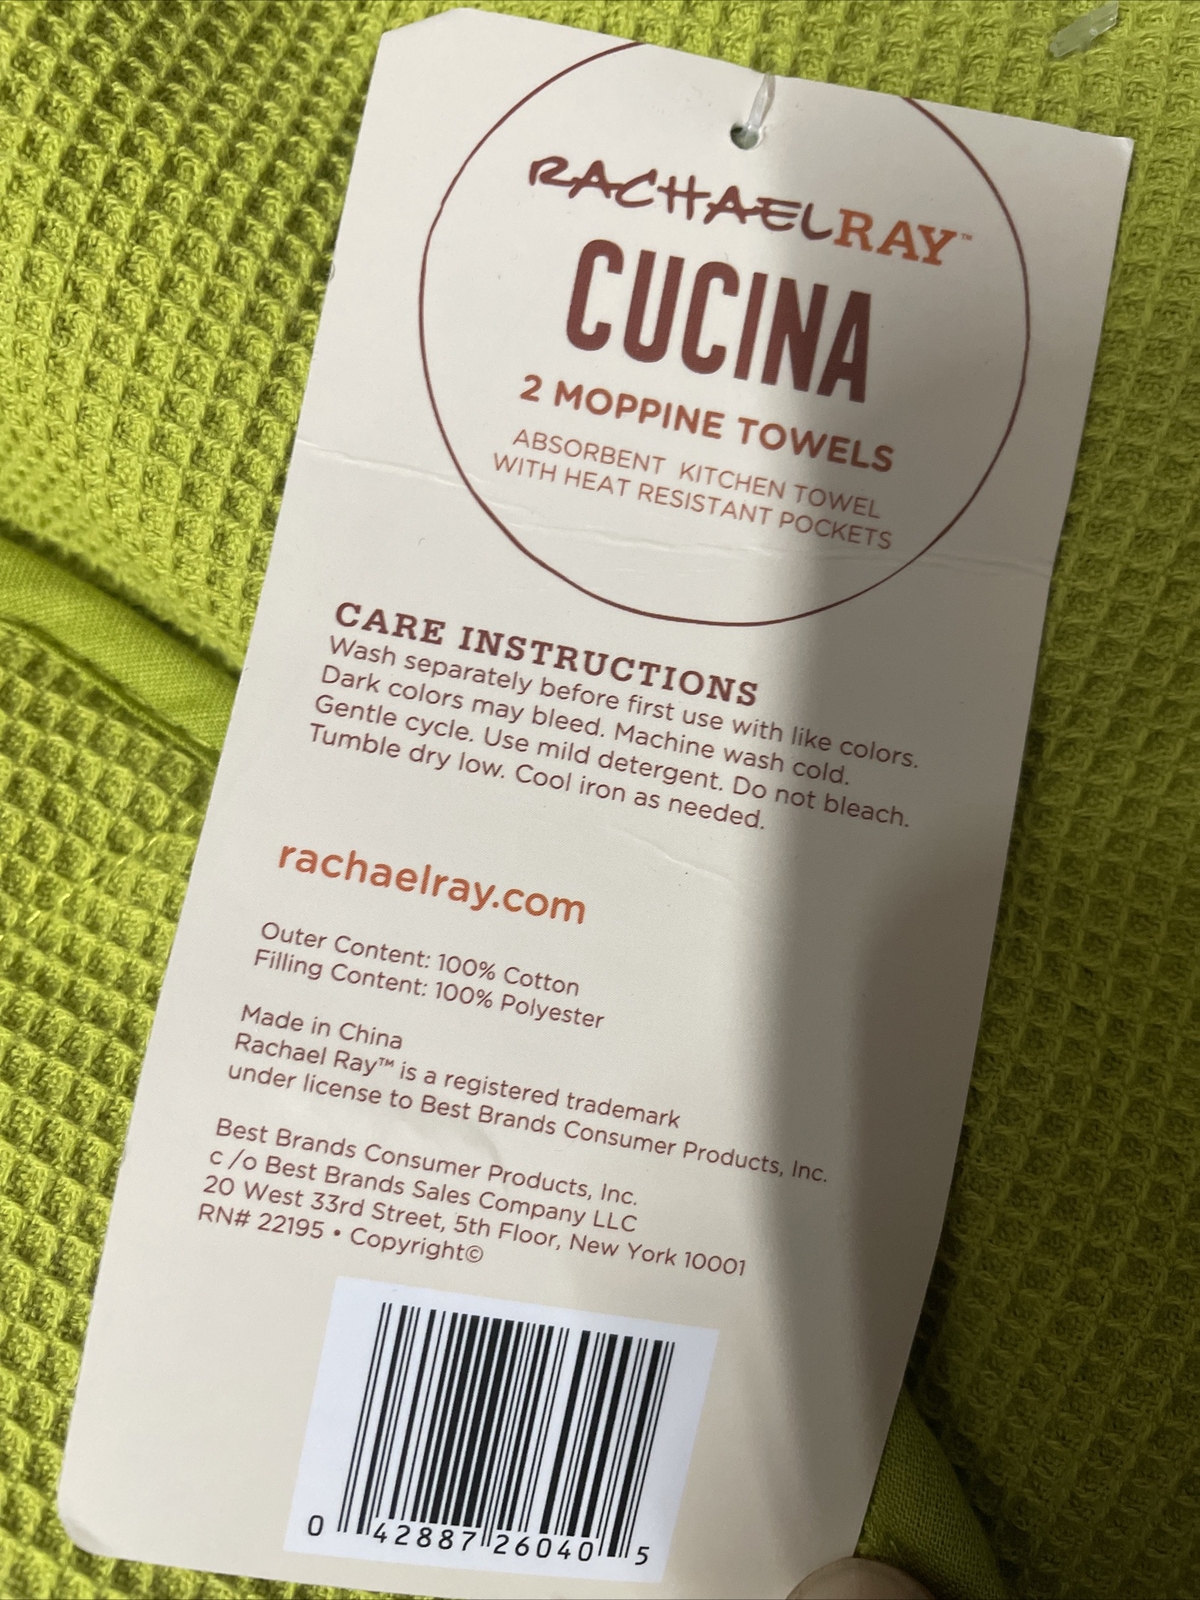 RACHAELRAY™
CUCINA
2 MOPPINE TOWELS
ABSORBENT KITCHEN TOWEL
WITH HEAT RESISTANT POCKETS
CARE INSTRUCTIONS
Wash separately before first use with like colors.
Dark colors may bleed. Machine wash cold.
Gentle cycle. Use mild detergent. Do not bleach.
Tumble dry low. Cool iron as needed.
rachaelray.com
Outer Content: 100% Cotton
Filling Content: 100% Polyester
Made in China
Rachael Ray™ is a registered trademark
under license to Best Brands Consumer Products, Inc.
Best Brands Consumer Products, Inc.
c /o Best Brands Sales Company LLC
20 West 33rd Street, 5th Floor, New York 10001
RN# 22195 • Copyright©
0 42887 26040 5